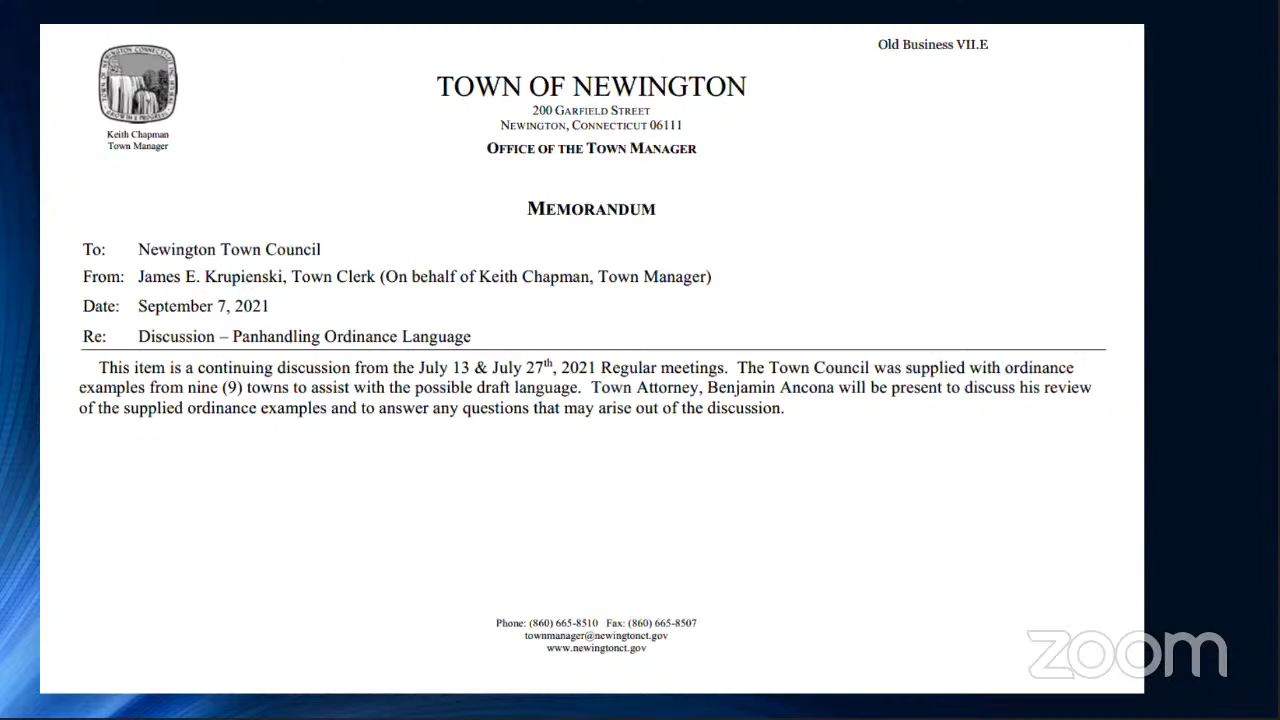 Old Business VII.E
TOWN OF NEWINGTON
200 GARFIELD STREET
NEWINGTON, CONNECTICUT 06111
OFFICE OF THE TOWN MANAGER
Keith Chapman
Town Manager
MEMORANDUM
To: Newington Town Council
From: James E. Krupienski, Town Clerk (On behalf of Keith Chapman, Town Manager)
Date: September 7, 2021
Re: Discussion – Panhandling Ordinance Language
This item is a continuing discussion from the July 13 & July 27th, 2021 Regular meetings. The Town Council was supplied with ordinance
examples from nine (9) towns to assist with the possible draft language. Town Attorney, Benjamin Ancona will be present to discuss his review
of the supplied ordinance examples and to answer any questions that may arise out of the discussion.
Phone: (860) 665-8510 Fax: (860) 665-8507
townmanager@newingtonct.gov
www.newingtonct.gov
zoom